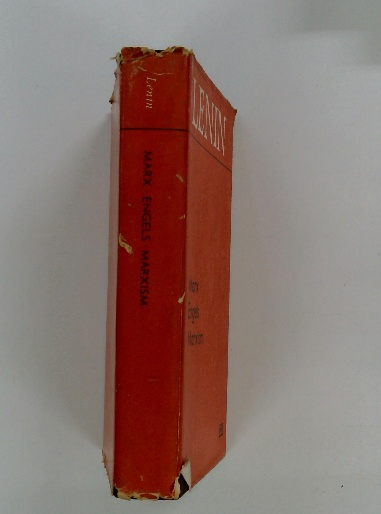 Lenin
MARX ENGELS MARXISM
LENIN
Marx
Engels
Marxism